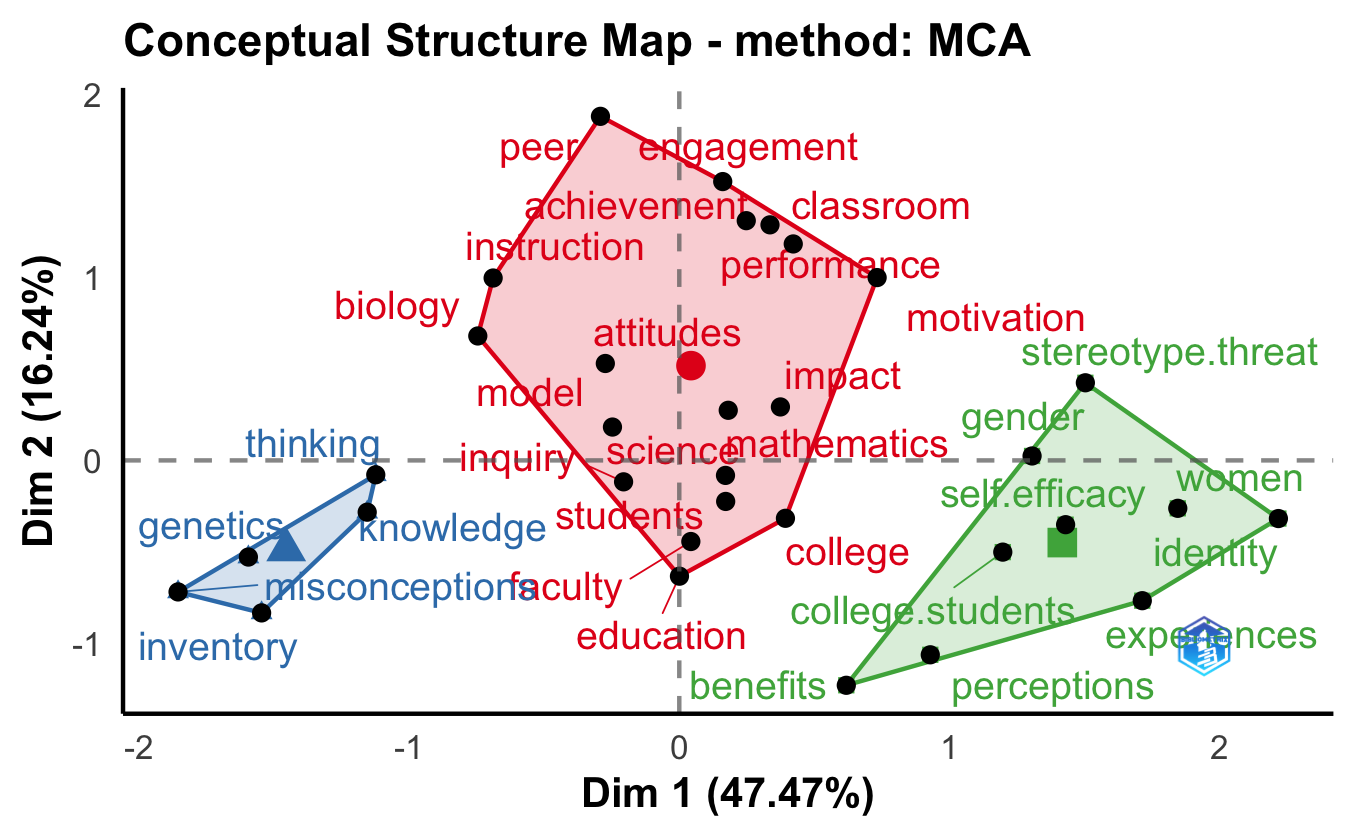 Conceptual Structure Map - method: MCA
2
peer
engagement
achievement
classroom
instruction
1
performance
biology
motivation
attitudes
stereotype.threat
impact
model
gender
thinking
0
inquiry
science
mathematics
women
self.efficacy
genetics
knowledge
students
college
identity
misconceptions
faculty
college.students
education
experiences
-1
inventory
benefits
perceptions
-2
-1
0
1
2
Dim 1 (47.47%)
Dim 2 (16.24%)